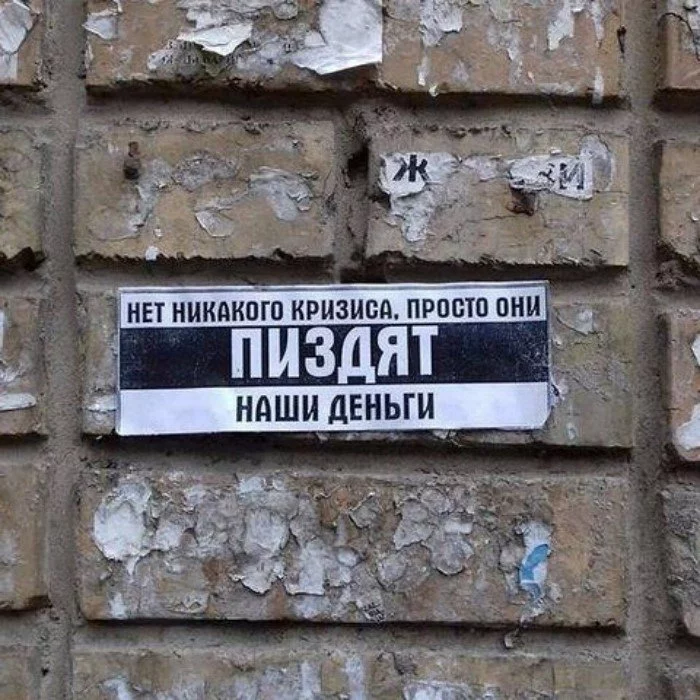 Ж
НЕТ НИКАКОГО КРИЗИСА, ПРОСТО ОНИ
ПИЗДЯТ
НАШИ ДЕНЬГИ